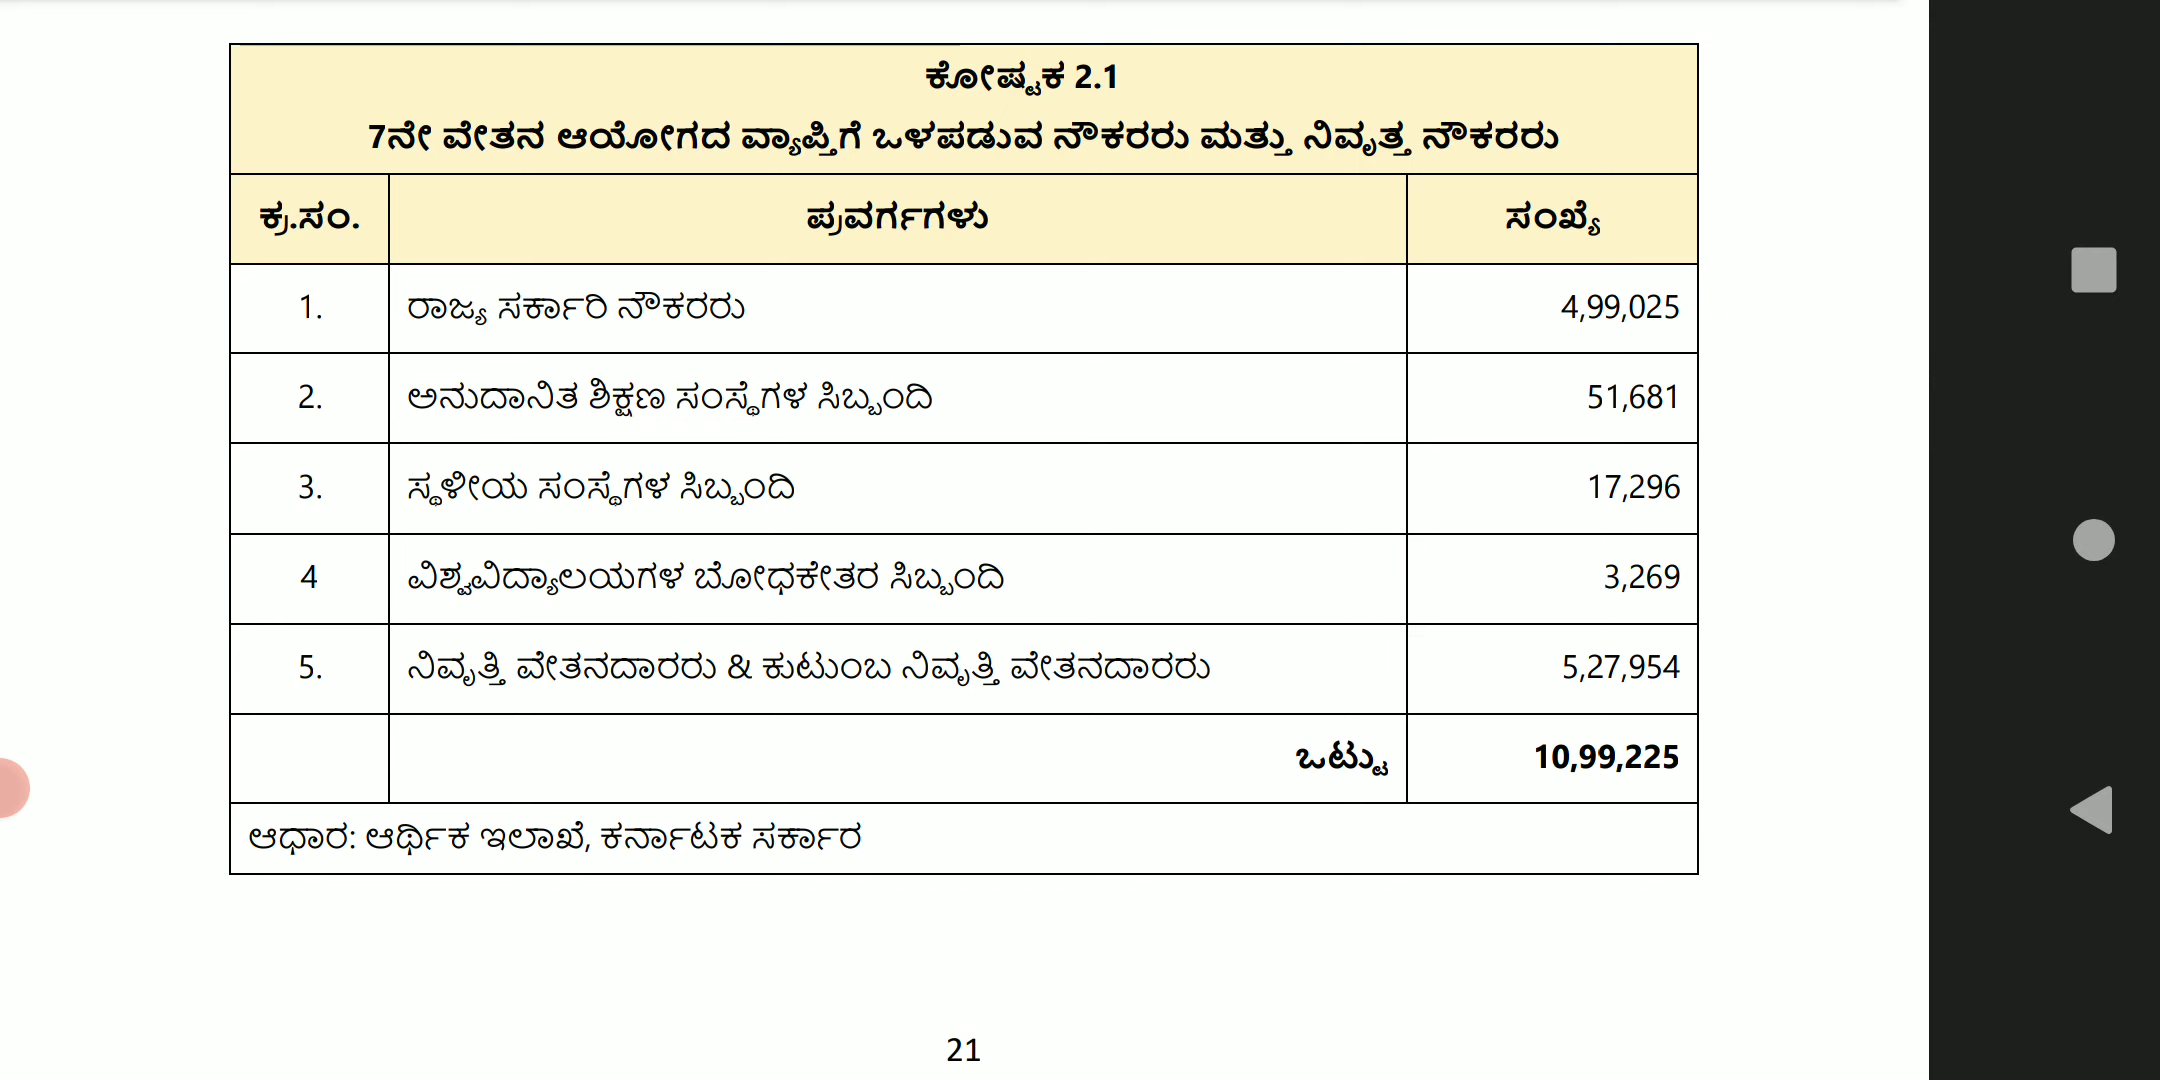 ಕೋಷ್ಟಕ 2.1
7ನೇ ವೇತನ ಆಯೋಗದ ವ್ಯಾಪ್ತಿಗೆ ಒಳಪಡುವ ನೌಕರರು ಮತ್ತು ನಿವೃತ್ತ ನೌಕರರು
ಕ್ರ.ಸಂ. ಪ್ರವರ್ಗಗಳು ಸಂಖ್ಯೆ
1. ರಾಜ್ಯ ಸರ್ಕಾರಿ ನೌಕರರು 4,99,025
2. ಅನುದಾನಿತ ಶಿಕ್ಷಣ ಸಂಸ್ಥೆಗಳ ಸಿಬ್ಬಂದಿ 51,681
3. ಸ್ಥಳೀಯ ಸಂಸ್ಥೆಗಳ ಸಿಬ್ಬಂದಿ 17,296
4 ವಿಶ್ವವಿದ್ಯಾಲಯಗಳ ಬೋಧಕೇತರ ಸಿಬ್ಬಂದಿ 3,269
5. ನಿವೃತ್ತಿ ವೇತನದಾರರು & ಕುಟುಂಬ ನಿವೃತ್ತಿ ವೇತನದಾರರು 5,27,954
ಒಟ್ಟು 10,99,225
ಆಧಾರ: ಆರ್ಥಿಕ ಇಲಾಖೆ, ಕರ್ನಾಟಕ ಸರ್ಕಾರ
21